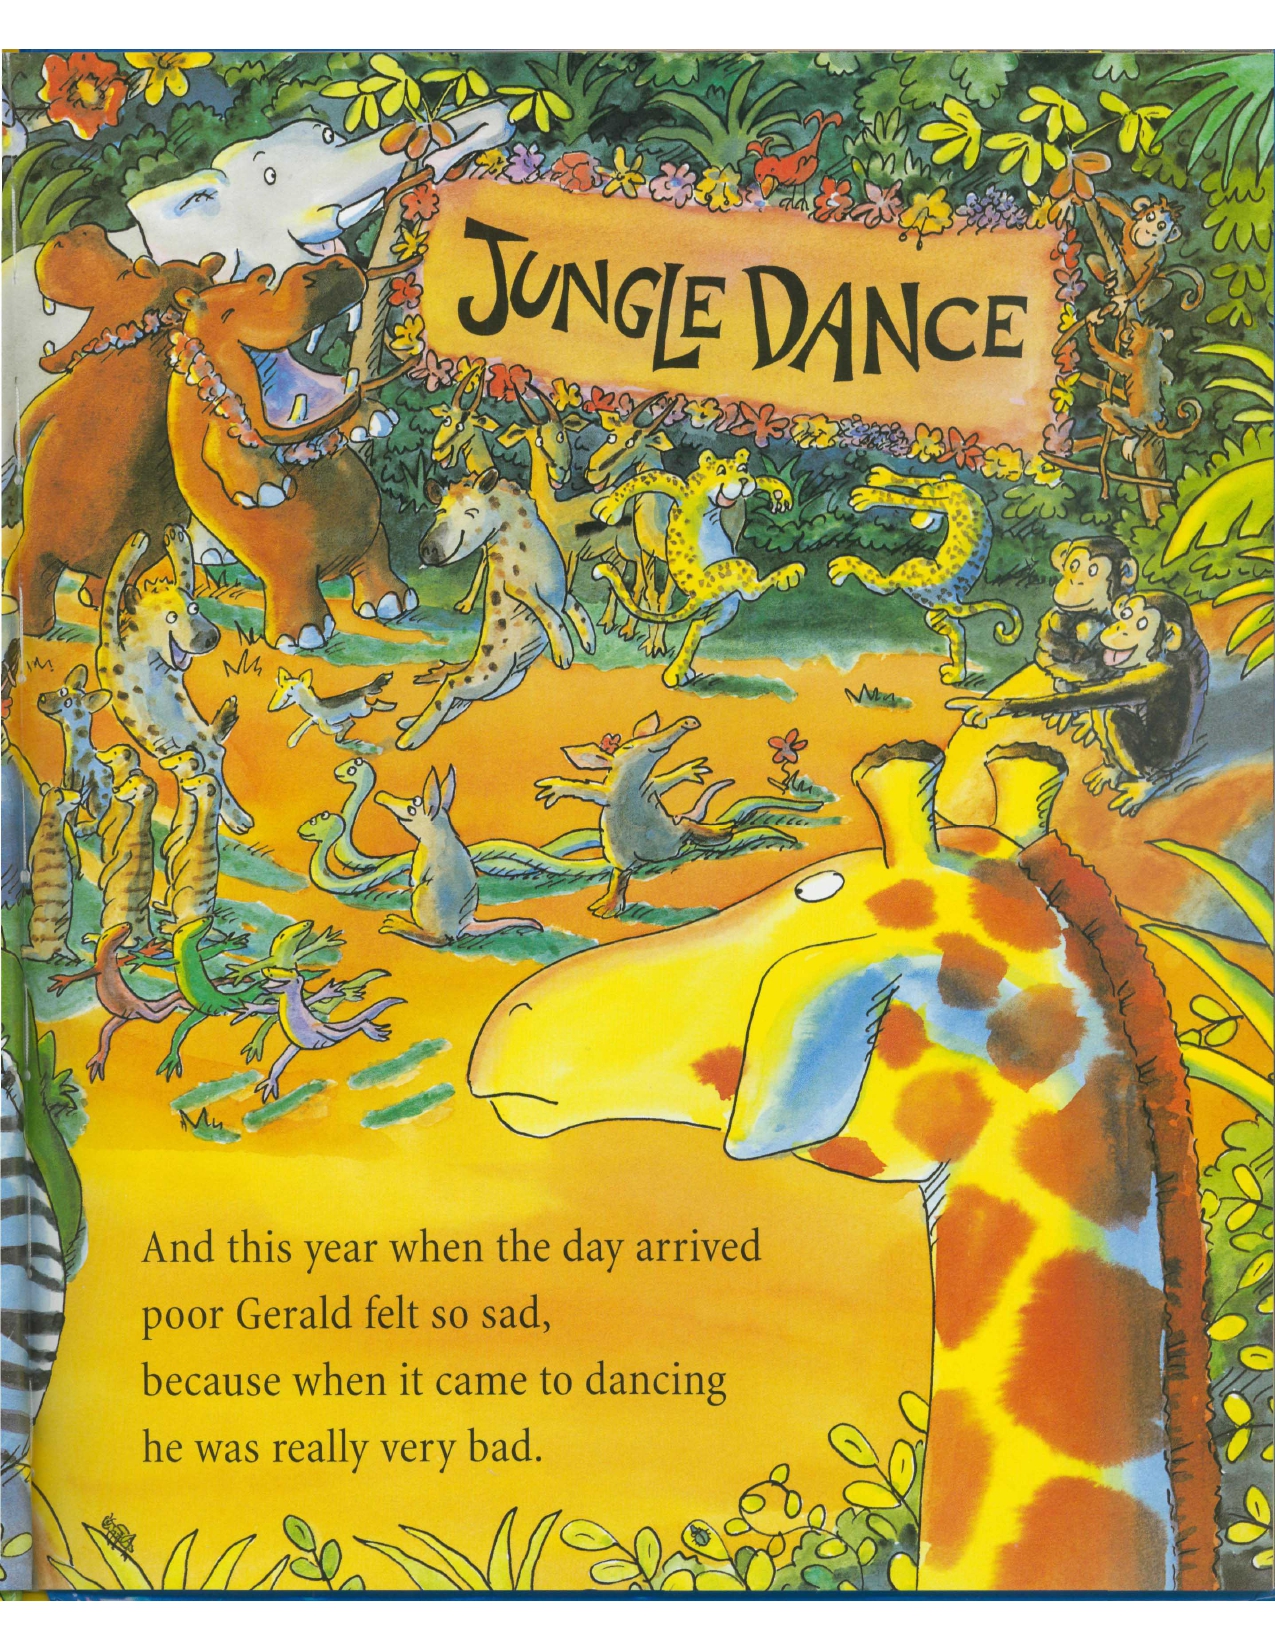 JUNGLE DANCE
And this year when the day arrived
poor Gerald felt so sad,
because when it came to dancing
he was really very bad.